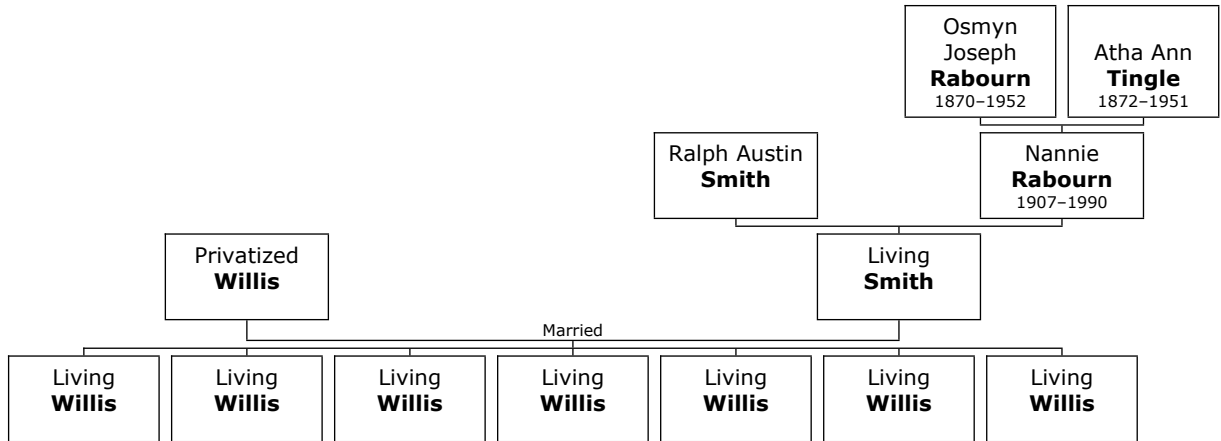 Osmyn
Joseph
Rabourn
1870–1952
Atha Ann
Tingle
1872–1951
Ralph Austin
Smith
Nannie
Rabourn
1907–1990
Privatized
Willis
Living
Smith
Married
Living
Willis
Living
Willis
Living
Willis
Living
Willis
Living
Willis
Living
Willis
Living
Willis